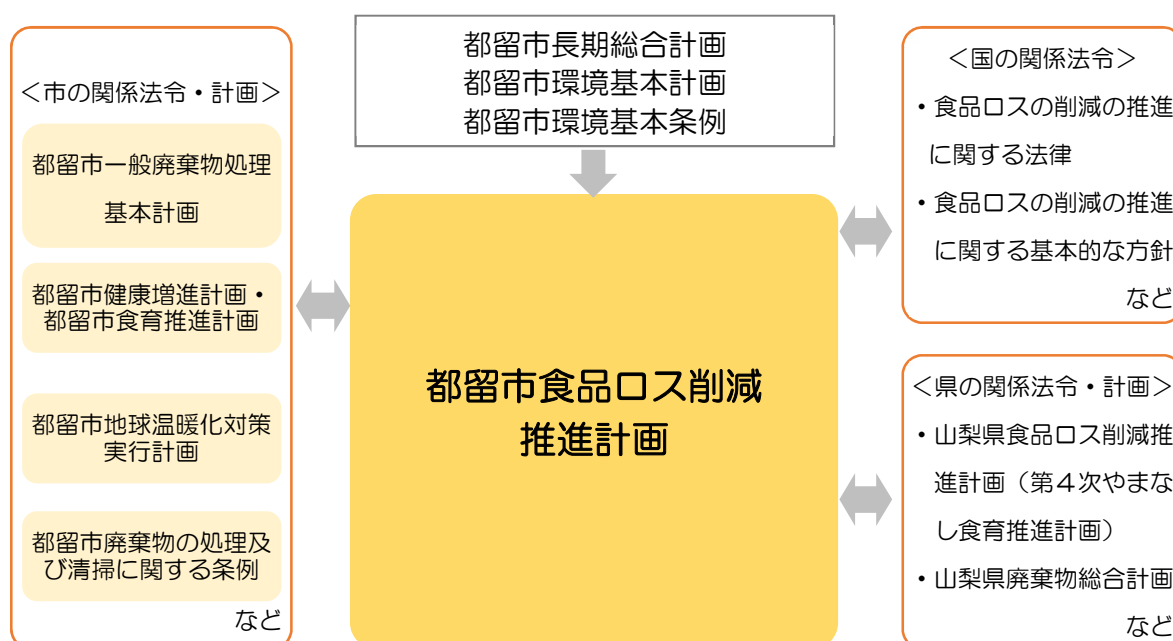 都留市長期総合計画
都留市環境基本計画
都留市環境基本条例
＜市の関係法令・計画＞
都留市一般廃棄物処理
基本計画
都留市健康増進計画・
都留市食育推進計画
都留市地球温暖化対策
実行計画
都留市廃棄物の処理及
び清掃に関する条例
など
都留市食品ロス削減
推進計画
＜国の関係法令＞
・食品ロスの削減の推進
に関する法律
・食品ロスの削減の推進
に関する基本的な方針
など
＜県の関係法令・計画＞
・山梨県食品ロス削減推
進計画（第４次やまな
し食育推進計画）
・山梨県廃棄物総合計画
など